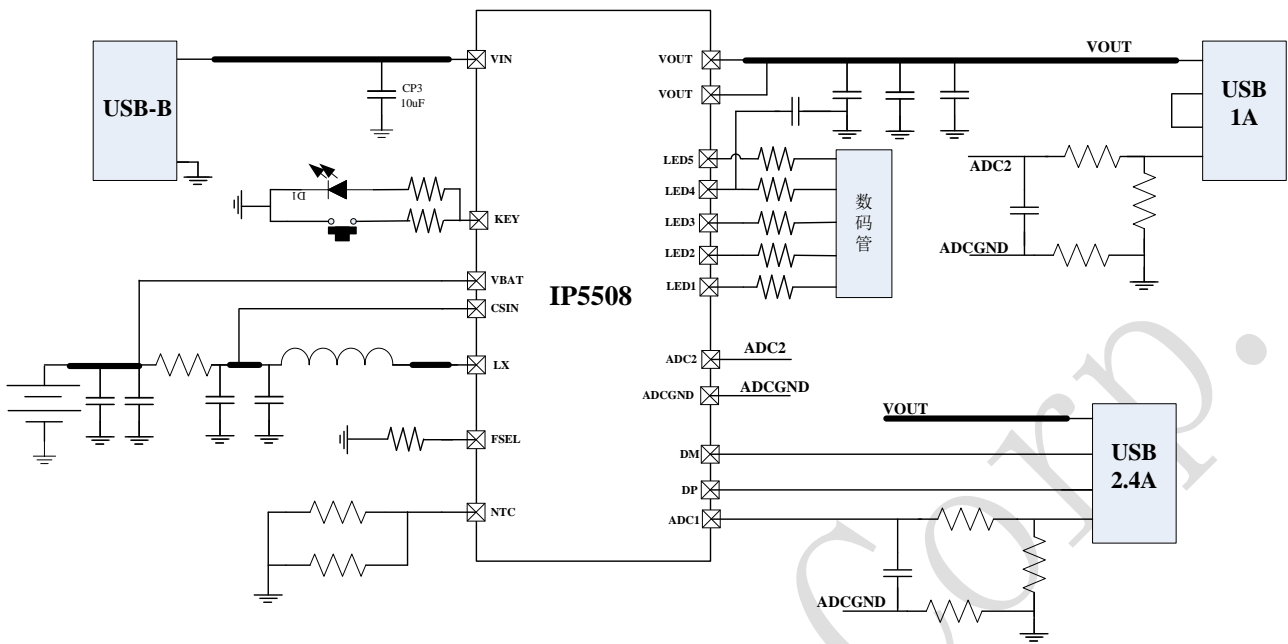 USB-B
VIN
CP3
10uF
D1
KEY
VBAT
CSIN
LX
FSEL
NTC
IP5508
VOUT
VOUT
LED5
LED4
LED3
LED2
LED1
ADC2
ADCGND
DM
DP
ADC1
数
码
管
VOUT
USB
1A
ADC2
ADCGND
ADC2
ADCGND
VOUT
USB
2.4A
ADCGND
Corp.